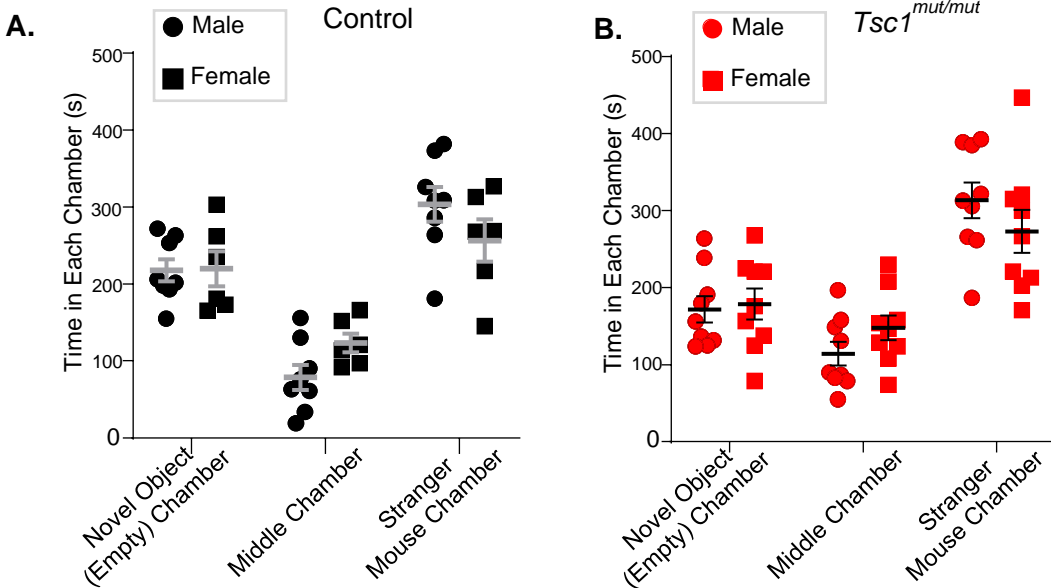 A.
Control
Male
Female
Time in Each Chamber (s)
500
400
300
200
100
0
Novel Object
(Empty) Chamber
Middle Chamber
Stranger
Mouse Chamber
B.
Tsc1mut/mut
Male
Female
Time in Each Chamber (s)
500
400
300
200
100
0
Novel Object
(Empty) Chamber
Middle Chamber
Stranger
Mouse Chamber